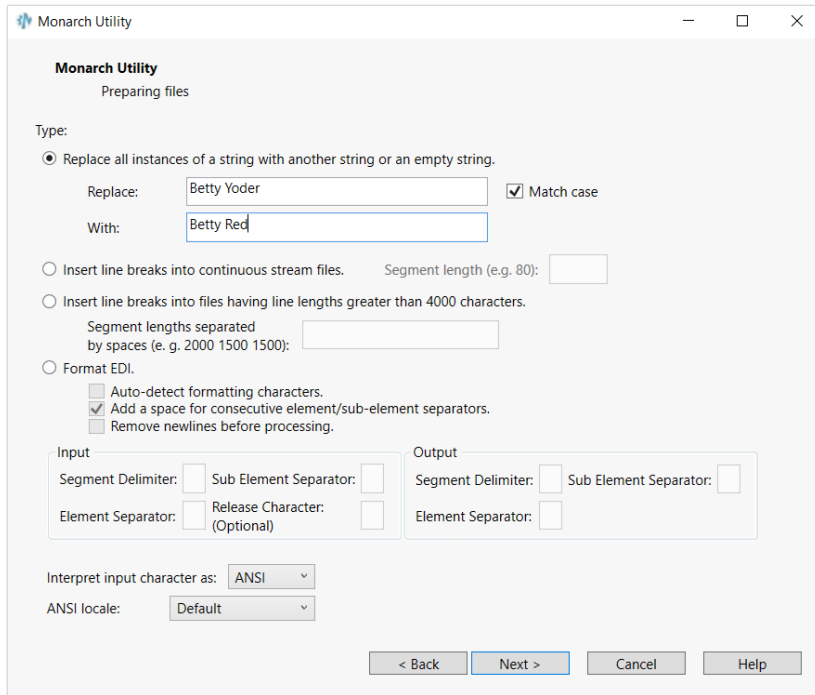 Monarch Utility
Monarch Utility
Preparing files
Type:
Replace all instances of a string with another string or an empty string.
Replace: Betty Yoder Match case
With: Betty Red
Insert line breaks into continuous stream files. Segment length (e.g. 80):
Insert line breaks into files having line lengths greater than 4000 characters.
Segment lengths separated
by spaces (e. g. 2000 1500 1500):
Format EDI.
Auto-detect formatting characters.
Add a space for consecutive element/sub-element separators.
Remove newlines before processing.
Input
Segment Delimiter: Sub Element Separator:
Element Separator: Release Character:
(Optional)
Output
Segment Delimiter: Sub Element Separator:
Element Separator:
Interpret input character as: ANSI
ANSI locale: Default
< Back Next > Cancel Help